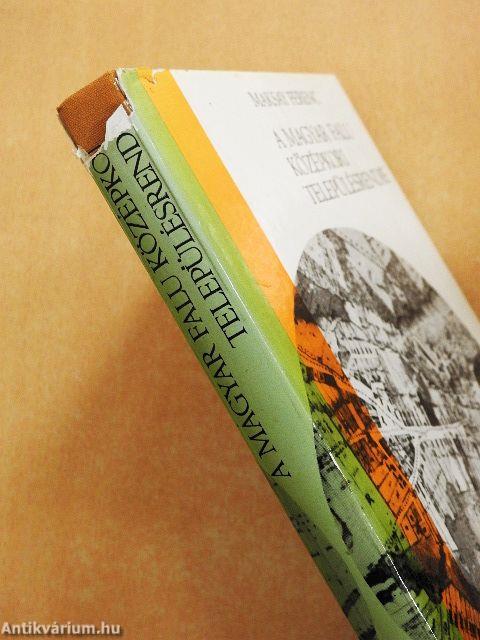 MAKSAY FERENC
A MAGYAR FALU
KÖZÉPKORI
TELEPÜLÉSRENDJE
A MAGYAR FALU KÖZÉPKO
TELEPÜLÉSREND
Antikvárium.hu